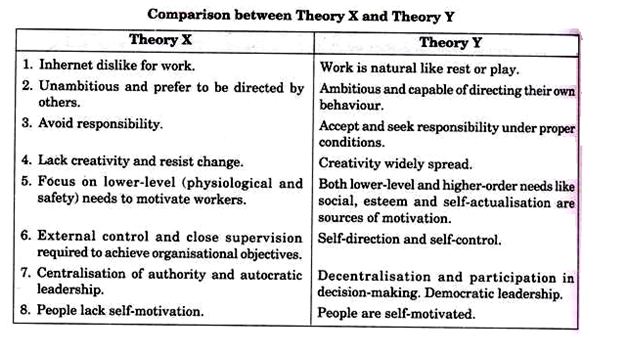 Comparison between Theory X and Theory Y
Theory X
Theory Y
1. Inhernet dislike for work.
Work is natural like rest or play.
2. Unambitious and prefer to be directed by
others.
Ambitious and capable of directing their own
behaviour.
3. Avoid responsibility.
Accept and seek responsibility under proper
conditions.
4. Lack creativity and resist change.
Creativity widely spread.
5. Focus on lower-level (physiological and
safety) needs to motivate workers.
Both lower-level and higher-order needs like
social, esteem and self-actualisation are
sources of motivation.
6. External control and close supervision
required to achieve organisational objectives.
Self-direction and self-control.
7. Centralisation of authority and autocratic
leadership.
Decentralisation and participation in
decision-making. Democratic leadership.
8. People lack self-motivation.
People are self-motivated.